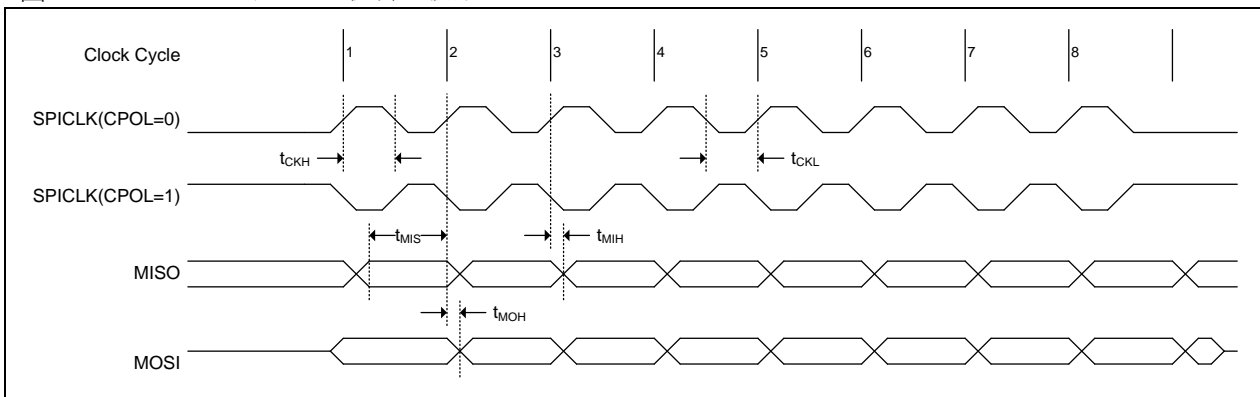 Clock Cycle
1 2 3 4 5 6 7 8
SPICLK(CPOL=0)
tCKH
tCKL
SPICLK(CPOL=1)
tMIS
tMIH
MISO
tMOH
MOSI